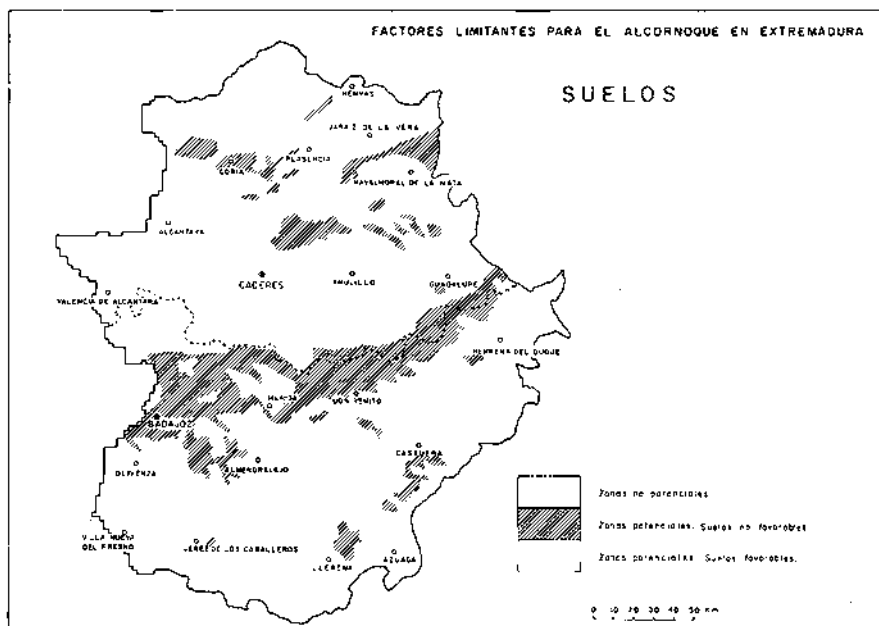 FACTORES LIMITANTES PARA EL ALCORNOQUE EN EXTREMADURA
SUELOS
HERVAS
JARAIZ DE LA VERA
PLASENCIA
CORIA
NAVALMORAL DE LA MATA
ALCANTARA
CACERES
TRUJILLO
GUADALUPE
VALENCIA DE ALCANTARA
HERRERA DEL DUQUE
MERIDA
DON BENITO
BADAJOZ
CASTUERA
OLIVENZA
ALMENDRALEJO
VILLA NUEVA
DEL FRESNO
JEREZ DE LOS CABALLEROS
LLERENA
AZUAGA
Zonas no potenciales
Zonas potenciales. Suelos no favorables
Zonas potenciales. Suelos favorables.
0 10 20 30 40 50 Km